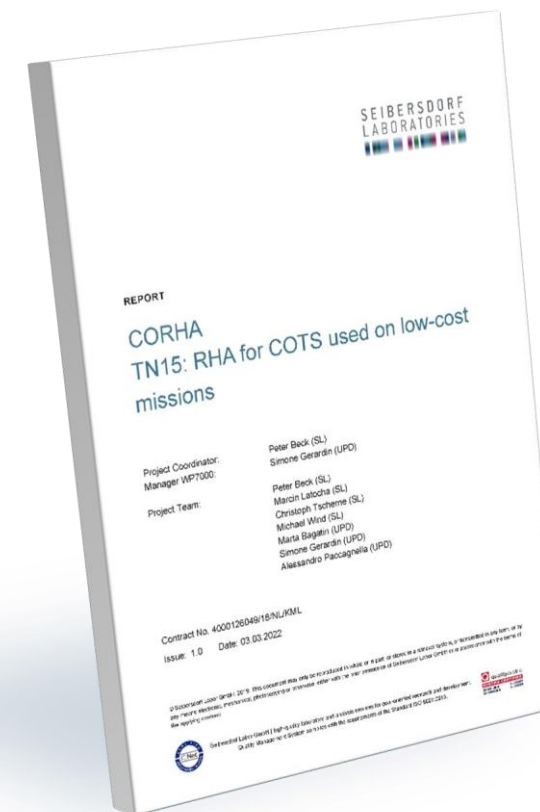 SEIBERSDORF
LABORATORIES
REPORT
CORHA
TN15: RHA for COTS used on low-cost
missions
Project Coordinator: Peter Beck (SL)
Manager WP7000: Simone Gerardin (UPD)
Project Team: Peter Beck (SL)
Marcin Latocha (SL)
Christoph Tscherne (SL)
Michael Wind (SL)
Marta Bagatin (UPD)
Simone Gerardin (UPD)
Alessandro Paccagnella (UPD)
Contract No. 4000126049/18/NL/KML
Issue: 1.0 Date: 03.03.2022